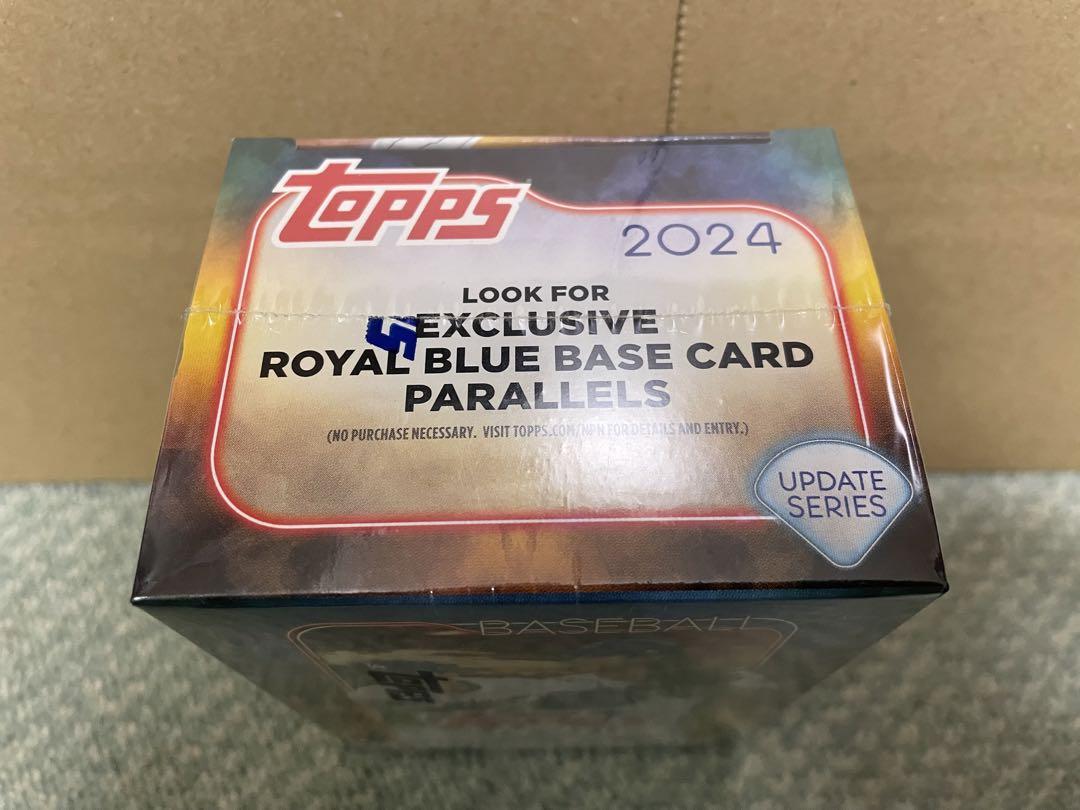 TOPPS
2024
LOOK FOR
EXCLUSIVE
ROYAL BLUE BASE CARD
PARALLELS
(NO PURCHASE NECESSARY. VISIT TOPPS.COM/NPN FOR DETAILS AND ENTRY.)
UPDATE
SERIES
BASEBALL